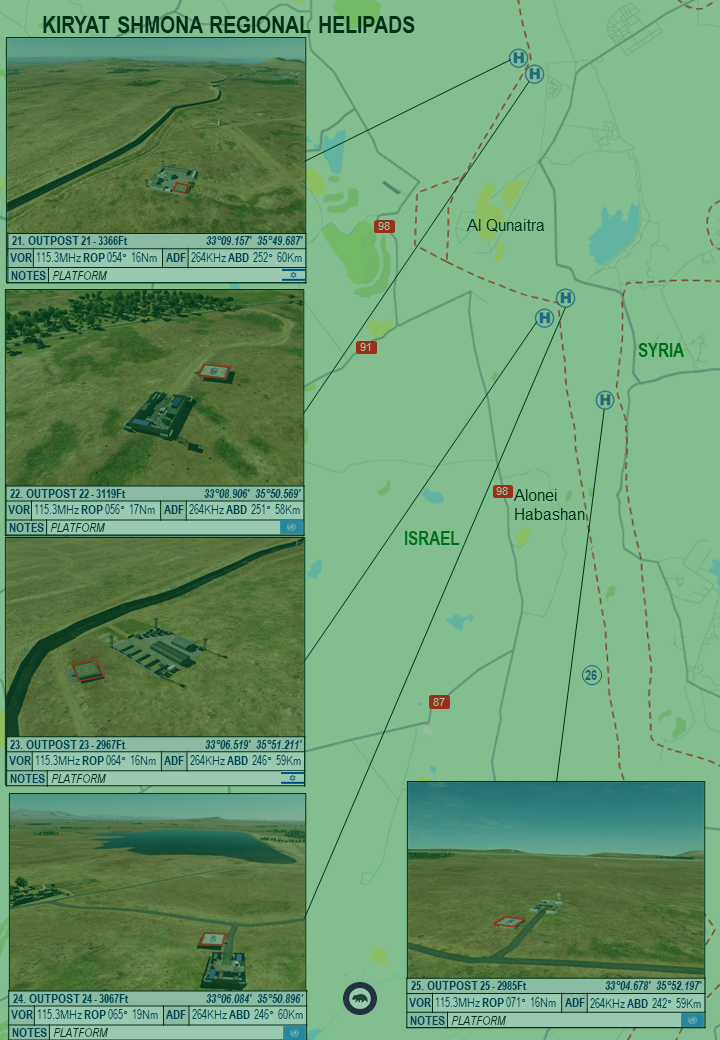 KIRYAT SHMONA REGIONAL HELIPADS
21. OUTPOST 21 - 3366Ft 33°09.157' 35°49.687'
VOR 115.3MHz ROP 054° 16Nm ADF 264KHz ABD 252° 60Km
NOTES PLATFORM
22. OUTPOST 22 - 3119Ft 33°08.906' 35°50.569'
VOR 115.3MHz ROP 056° 17Nm ADF 264KHz ABD 251° 58Km
NOTES PLATFORM
23. OUTPOST 23 - 2967Ft 33°06.519' 35°51.211'
VOR 115.3MHz ROP 064° 16Nm ADF 264KHz ABD 246° 59Km
NOTES PLATFORM
24. OUTPOST 24 - 3067Ft 33°06.084' 35°50.896'
VOR 115.3MHz ROP 065° 19Nm ADF 264KHz ABD 246° 60Km
NOTES PLATFORM
H
H
98
Al Qunaitra
H
H
91
SYRIA
H
98
Alonei
Habashan
ISRAEL
26
87
25. OUTPOST 25 - 2985Ft 33°04.678' 35°52.197'
VOR 115.3MHz ROP 071° 16Nm ADF 264KHz ABD 242° 59Km
NOTES PLATFORM